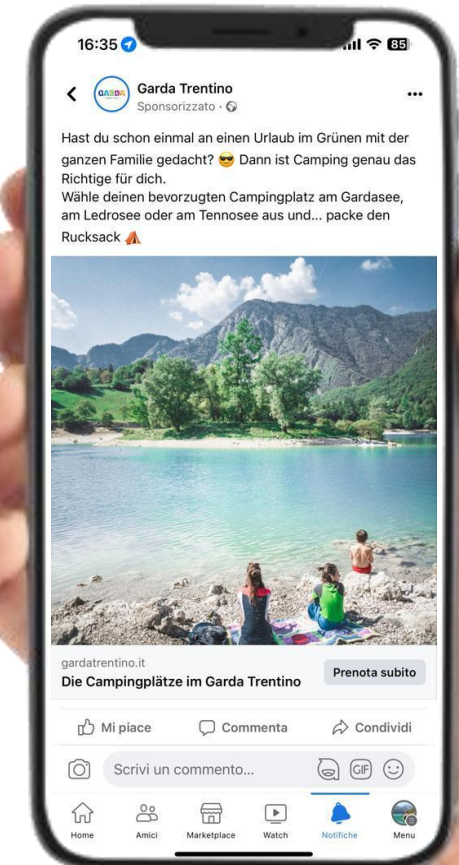 16:35
85
GARDA
Garda Trentino
Sponsorizzato ·
Hast du schon einmal an einen Urlaub im Grünen mit der
ganzen Familie gedacht? 😎 Dann ist Camping genau das
Richtige für dich.
Wähle deinen bevorzugten Campingplatz am Gardasee,
am Ledrosee oder am Tennosee aus und... packe den
Rucksack ⛺
gardatrentino.it
Die Campingplätze im Garda Trentino
Prenota subito
Mi piace
Commenta
Condividi
Scrivi un commento...
GIF
Home
Amici
Marketplace
Watch
Notifiche
Menu